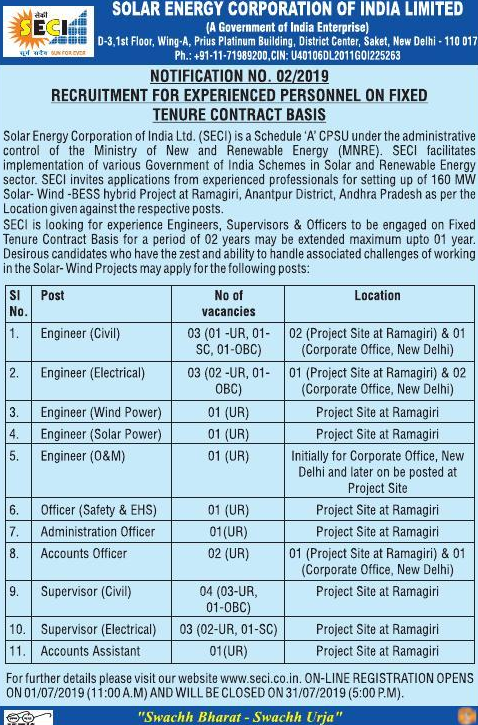 SOLAR ENERGY CORPORATION OF INDIA LIMITED
(A Government of India Enterprise)
D-3,1st Floor, Wing-A, Prius Platinum Building, District Center, Saket, New Delhi - 110 017
Ph.: +91-11-71989200,CIN: U40106DL2011GOI225263
सेकी
SECI
सूर्य सदैव SUN FOR EVER
NOTIFICATION NO. 02/2019
RECRUITMENT FOR EXPERIENCED PERSONNEL ON FIXED
TENURE CONTRACT BASIS
Solar Energy Corporation of India Ltd. (SECI) is a Schedule 'A' CPSU under the administrative
control of the Ministry of New and Renewable Energy (MNRE). SECI facilitates
implementation of various Government of India Schemes in Solar and Renewable Energy
sector. SECI invites applications from experienced professionals for setting up of 160 MW
Solar- Wind -BESS hybrid Project at Ramagiri, Anantpur District, Andhra Pradesh as per the
Location given against the respective posts.
SECI is looking for experience Engineers, Supervisors & Officers to be engaged on Fixed
Tenure Contract Basis for a period of 02 years may be extended maximum upto 01 year.
Desirous candidates who have the zest and ability to handle associated challenges of working
in the Solar- Wind Projects may apply for the following posts:
Sl No. Post No of vacancies Location
1. Engineer (Civil) 03 (01 -UR, 01-SC, 01-OBC) 02 (Project Site at Ramagiri) & 01 (Corporate Office, New Delhi)
2. Engineer (Electrical) 03 (02 -UR, 01-OBC) 01 (Project Site at Ramagiri) & 02 (Corporate Office, New Delhi)
3. Engineer (Wind Power) 01 (UR) Project Site at Ramagiri
4. Engineer (Solar Power) 01 (UR) Project Site at Ramagiri
5. Engineer (O&M) 01 (UR) Initially for Corporate Office, New Delhi and later on be posted at Project Site
6. Officer (Safety & EHS) 01 (UR) Project Site at Ramagiri
7. Administration Officer 01(UR) Project Site at Ramagiri
8. Accounts Officer 02 (UR) 01 (Project Site at Ramagiri) & 01 (Corporate Office, New Delhi)
9. Supervisor (Civil) 04 (03-UR, 01-OBC) Project Site at Ramagiri
10. Supervisor (Electrical) 03 (02-UR, 01-SC) Project Site at Ramagiri
11. Accounts Assistant 01(UR) Project Site at Ramagiri
For further details please visit our website www.seci.co.in. ON-LINE REGISTRATION OPENS
ON 01/07/2019 (11:00 A.M) AND WILL BE CLOSED ON 31/07/2019 (5:00 P.M).
"Swachh Bharat - Swachh Urja"